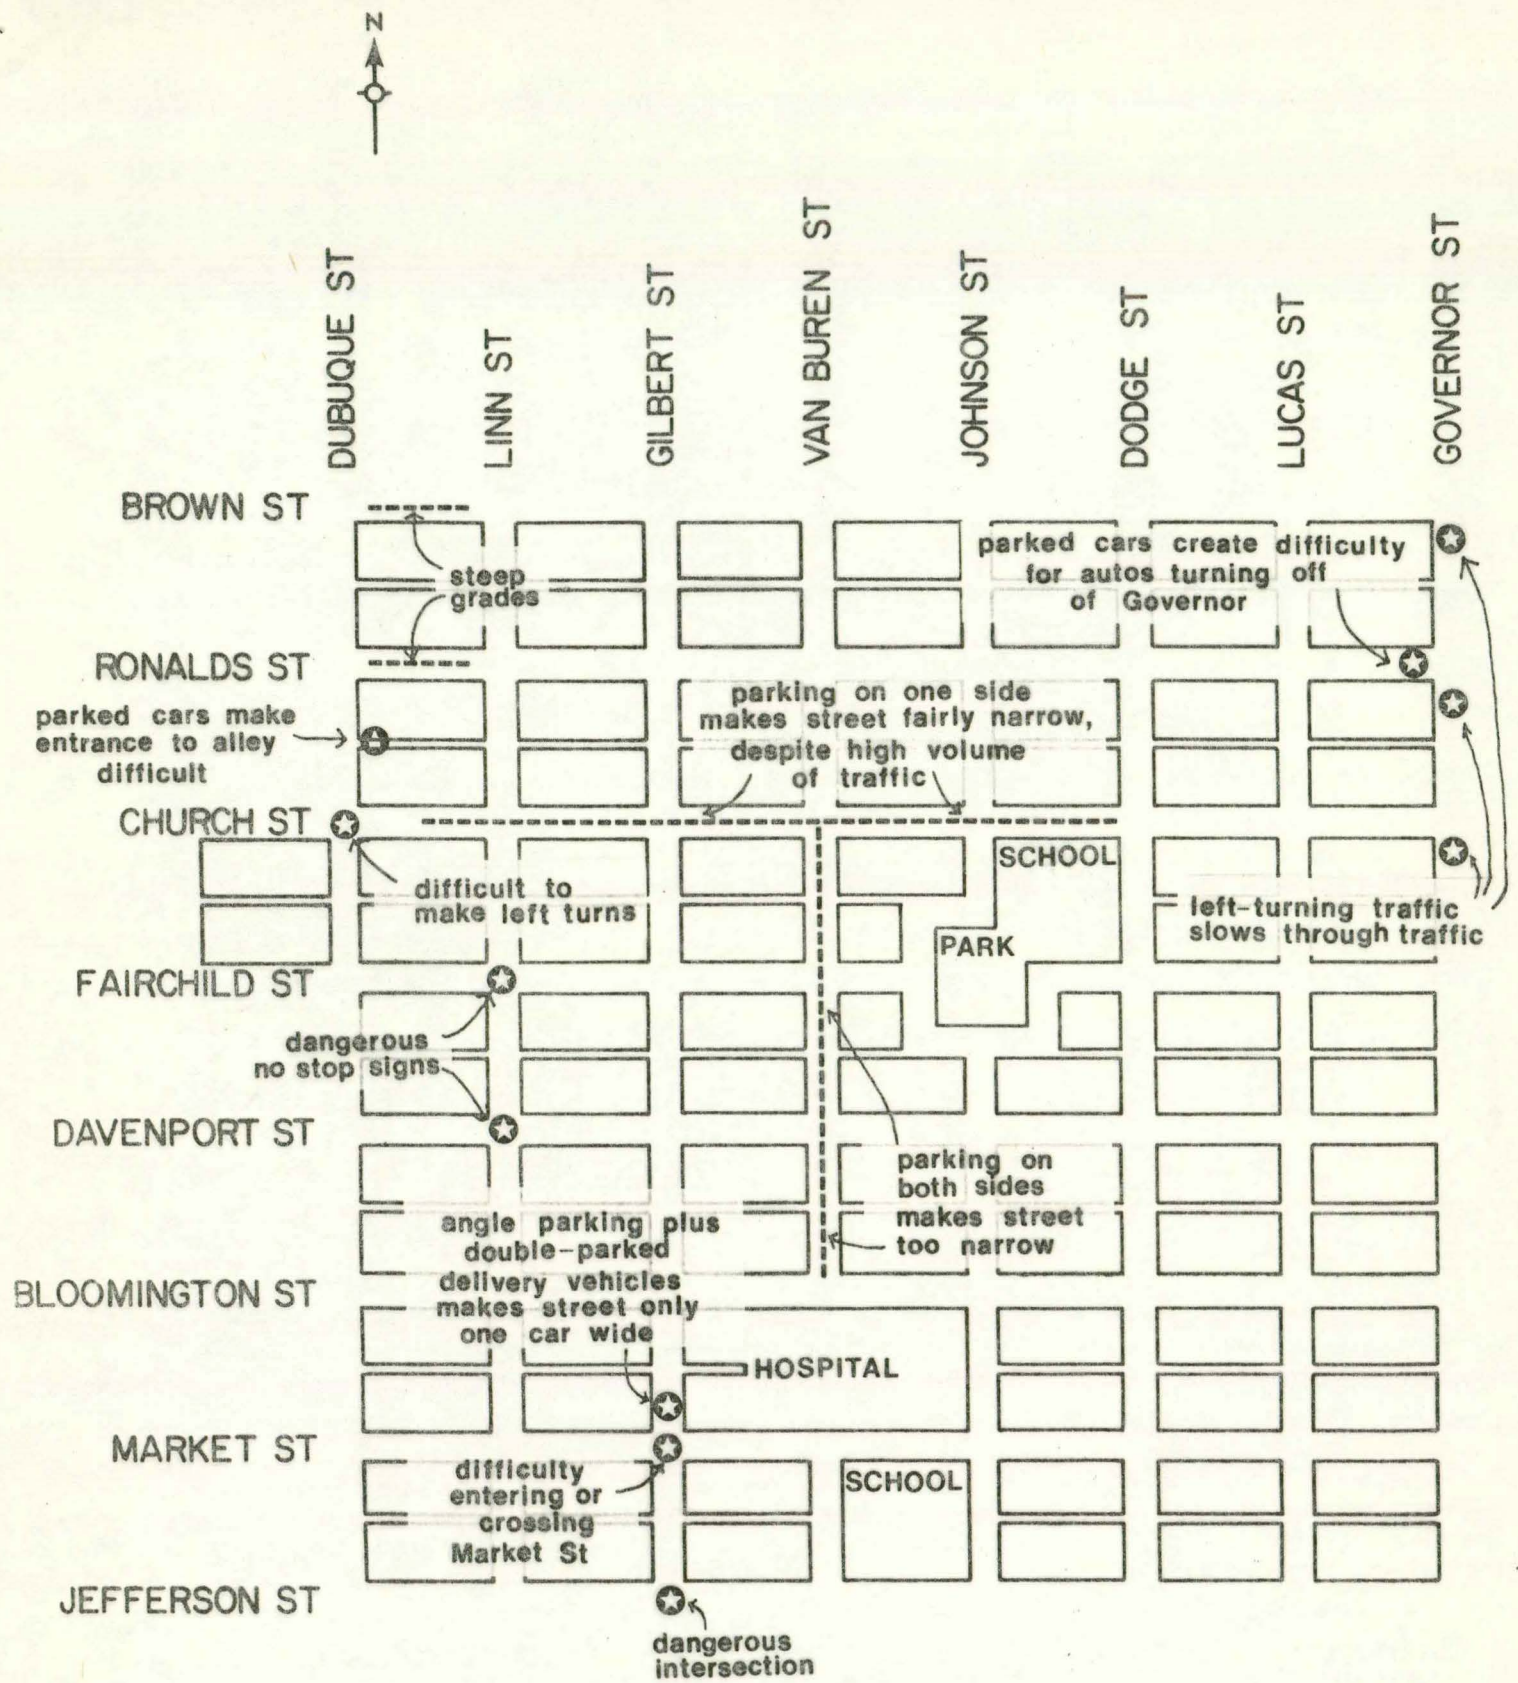 N
DUBUQUE ST
LINN ST
GILBERT ST
VAN BUREN ST
JOHNSON ST
DODGE ST
LUCAS ST
GOVERNOR ST
BROWN ST
steep
grades
parked cars create difficulty
for autos turning off
of Governor
RONALDS ST
parked cars make
entrance to alley
difficult
parking on one side
makes street fairly narrow,
despite high volume
of traffic
CHURCH ST
difficult to
make left turns
SCHOOL
PARK
left-turning traffic
slows through traffic
FAIRCHILD ST
dangerous
no stop signs
DAVENPORT ST
parking on
both sides
makes street
too narrow
angle parking plus
double-parked
delivery vehicles
makes street only
one car wide
BLOOMINGTON ST
HOSPITAL
MARKET ST
difficulty
entering or
crossing
Market St
SCHOOL
JEFFERSON ST
dangerous
intersection